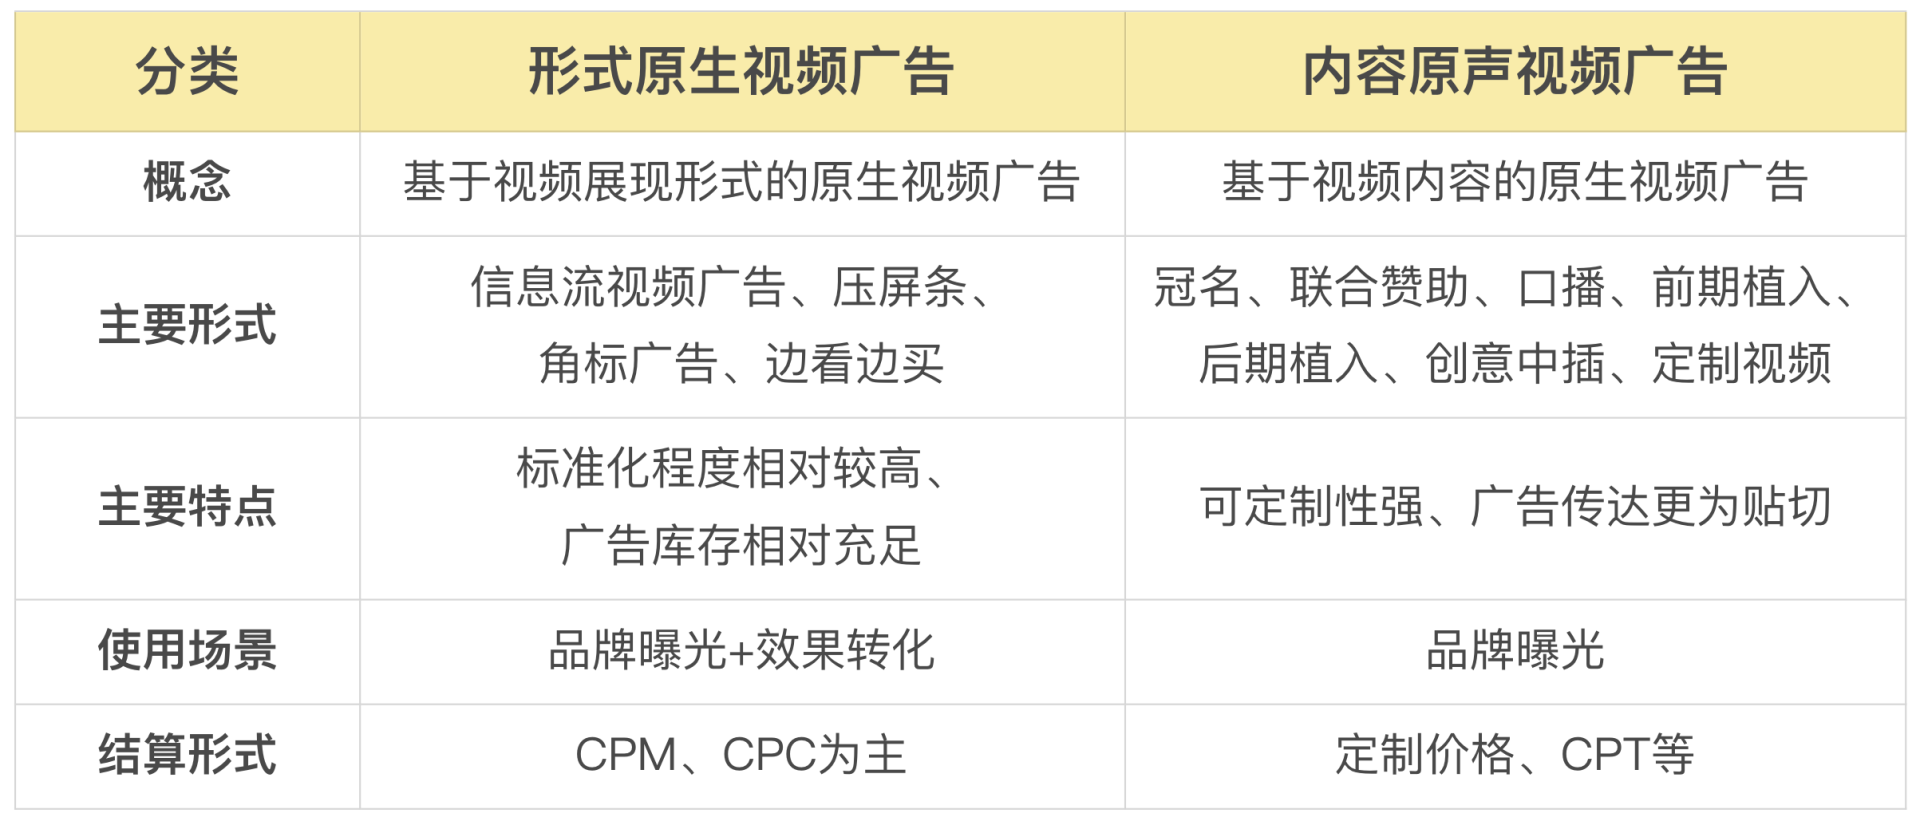 分类 形式原生视频广告 内容原声视频广告
概念 基于视频展现形式的原生视频广告 基于视频内容的原生视频广告
主要形式
信息流视频广告、压屏条、
角标广告、边看边买
冠名、联合赞助、口播、前期植入、
后期植入、创意中插、定制视频
主要特点
标准化程度相对较高、
广告库存相对充足
可定制性强、广告传达更为贴切
使用场景 品牌曝光+效果转化 品牌曝光
结算形式 CPM、CPC为主 定制价格、CPT等